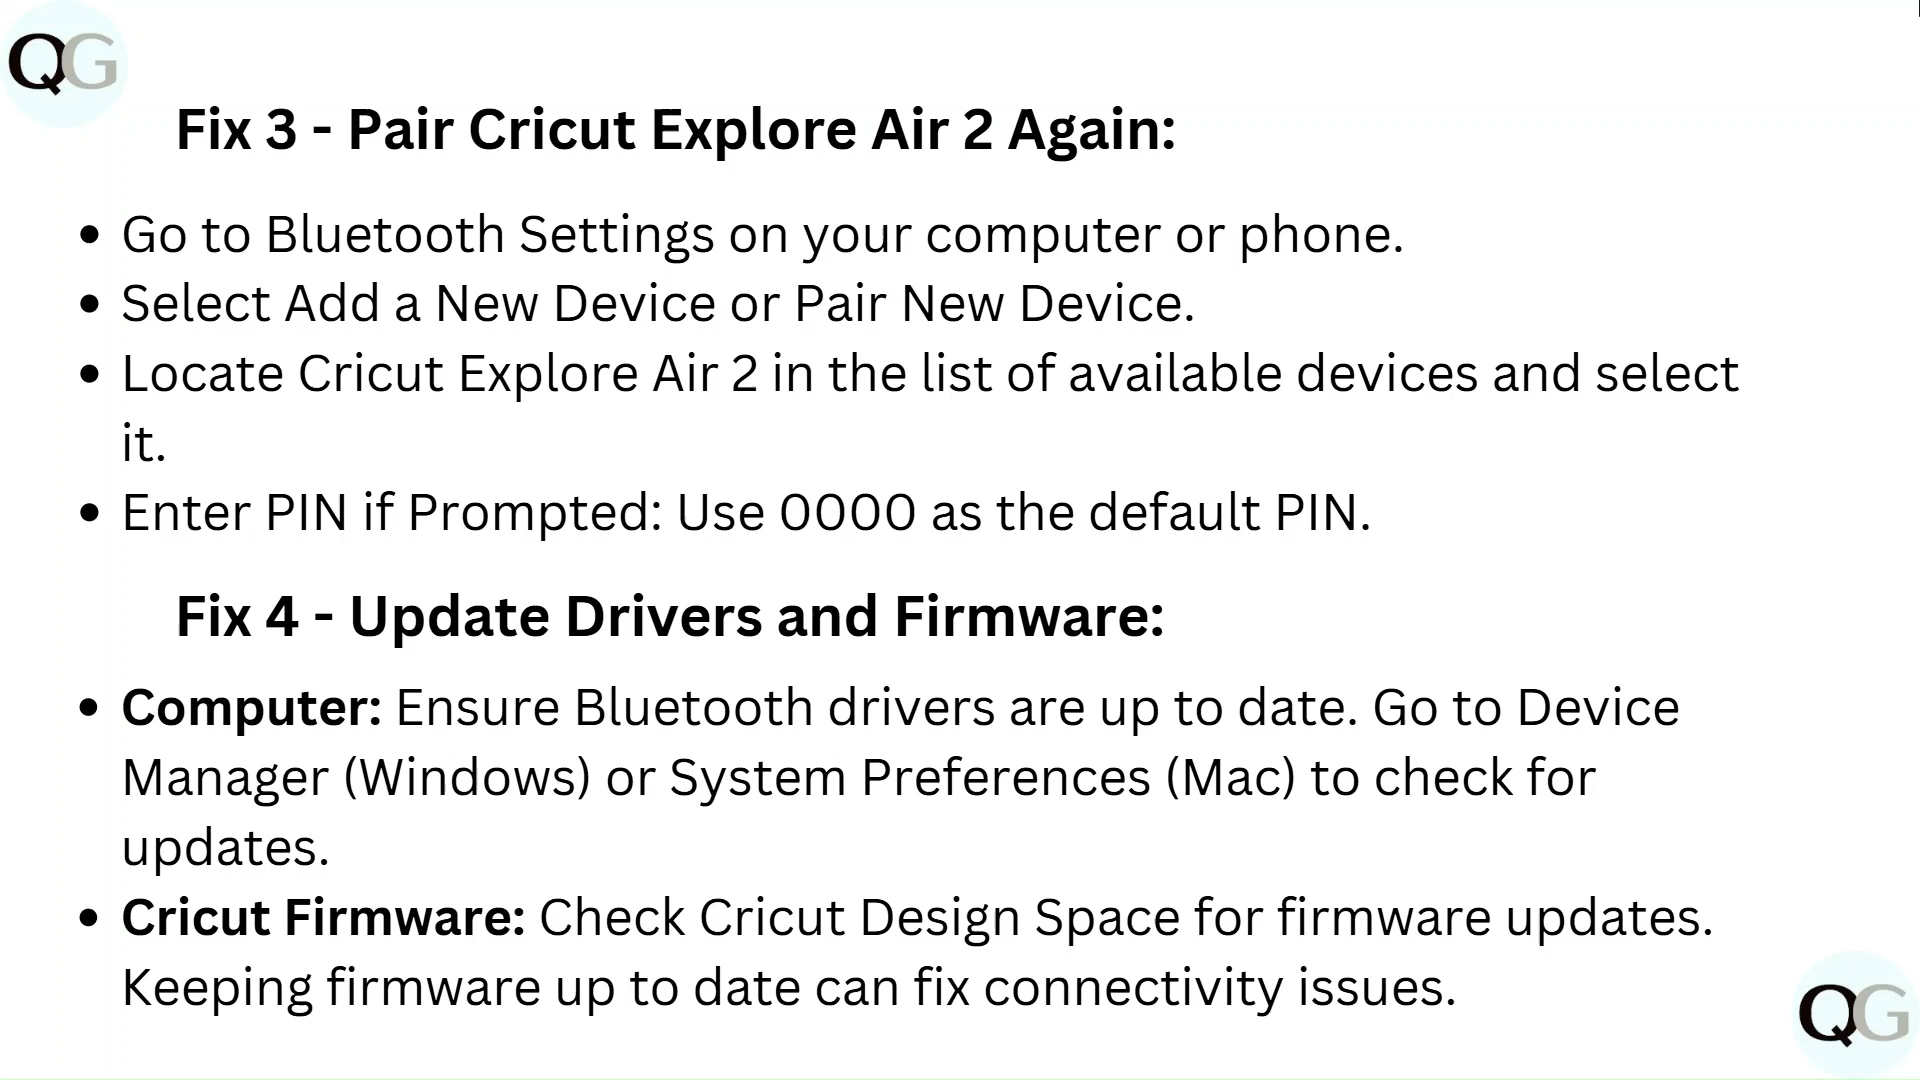 QG
Fix 3 - Pair Cricut Explore Air 2 Again:
• Go to Bluetooth Settings on your computer or phone.
• Select Add a New Device or Pair New Device.
• Locate Cricut Explore Air 2 in the list of available devices and select
it.
• Enter PIN if Prompted: Use 0000 as the default PIN.
Fix 4 - Update Drivers and Firmware:
• Computer: Ensure Bluetooth drivers are up to date. Go to Device
Manager (Windows) or System Preferences (Mac) to check for
updates.
• Cricut Firmware: Check Cricut Design Space for firmware updates.
Keeping firmware up to date can fix connectivity issues.
QG